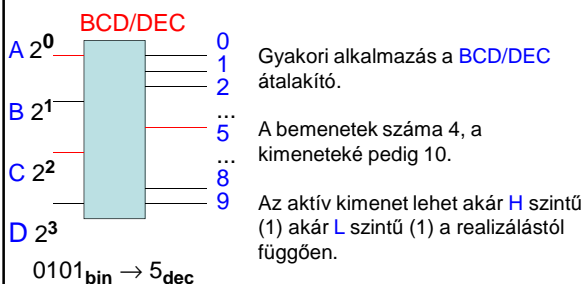 BCD/DEC
A 2⁰
B 2¹
C 2²
D 2³
0
1
2
...
5
...
8
9
0101bin → 5dec
Gyakori alkalmazás a BCD/DEC
átalakító.
A bemenetek száma 4, a
kimeneteké pedig 10.
Az aktív kimenet lehet akár H szintű
(1) akár L szintű (1) a realizálástól
függően.